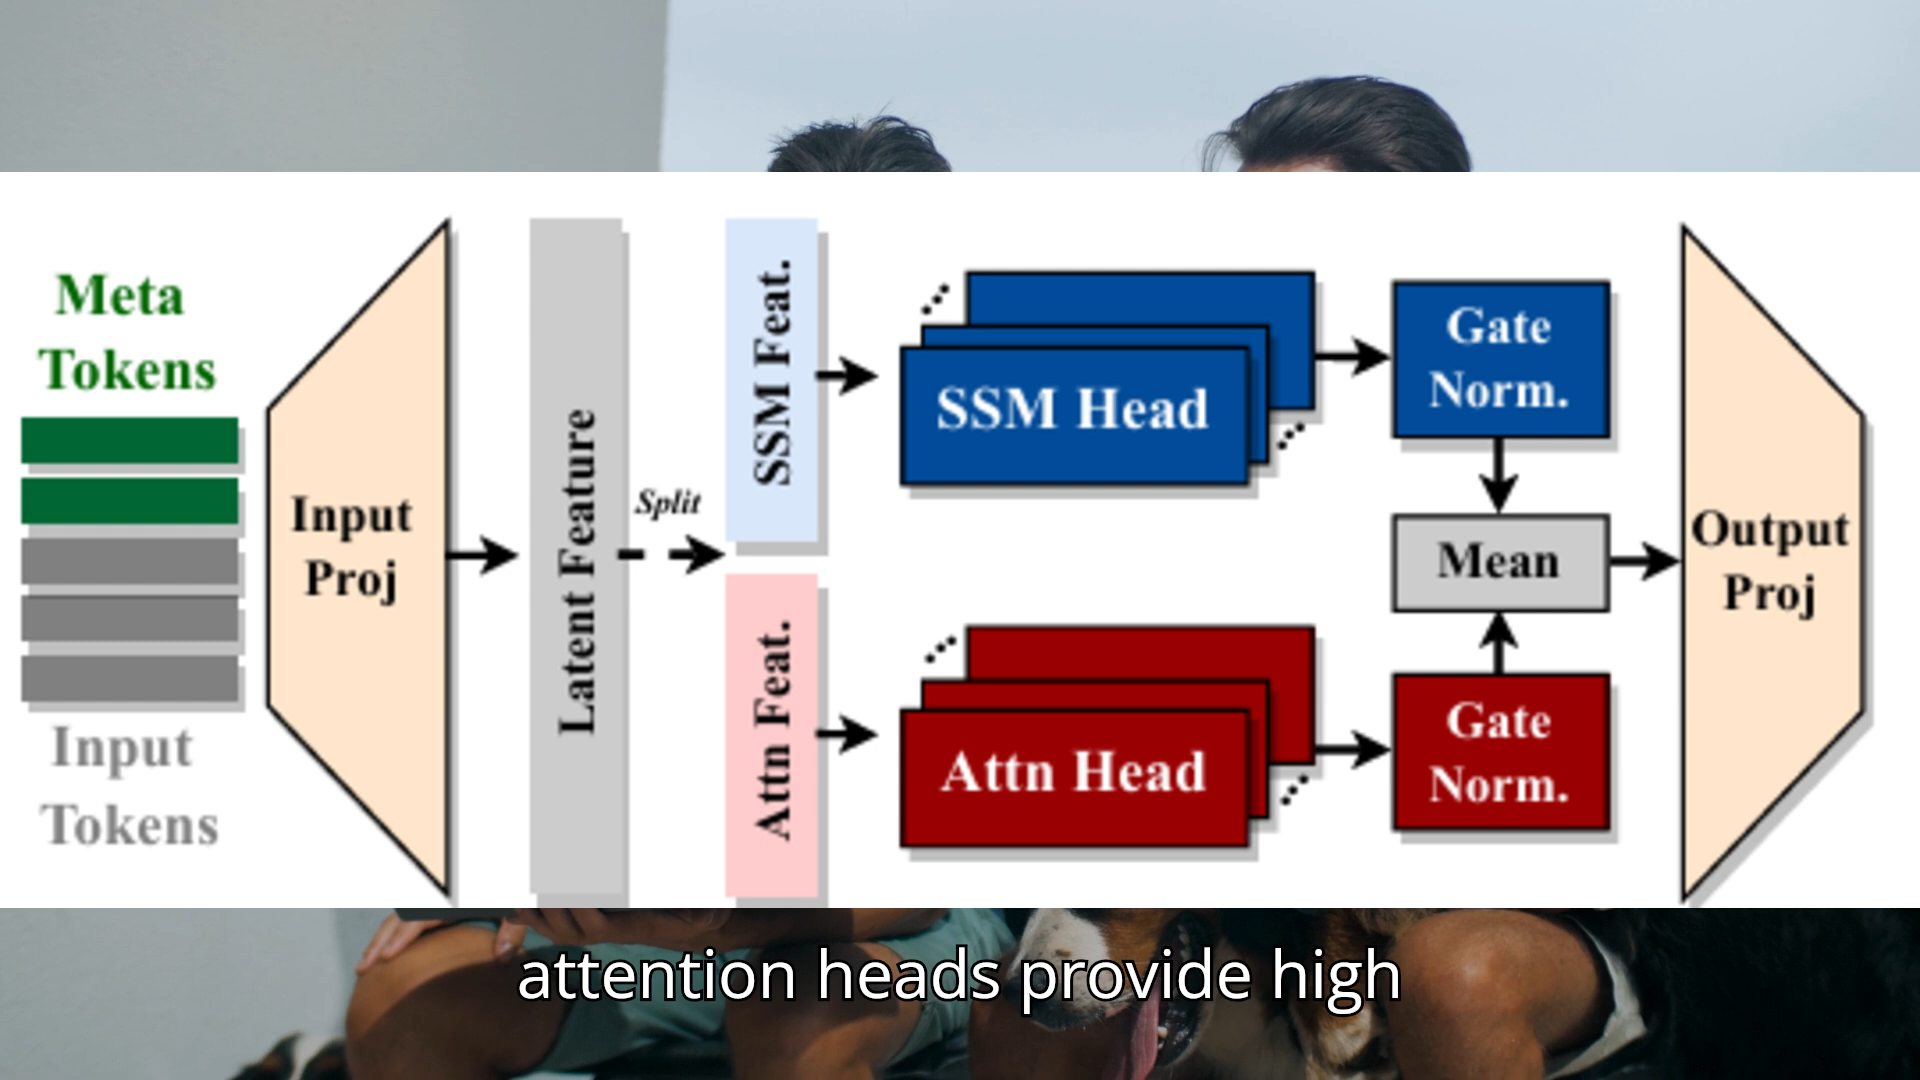 Meta
Tokens
Input
Tokens
Input
Proj
Latent Feature
Split
SSM Feat.
Attn Feat.
SSM Head
Attn Head
Gate
Norm.
Mean
Gate
Norm.
Output
Proj
attention heads provide high